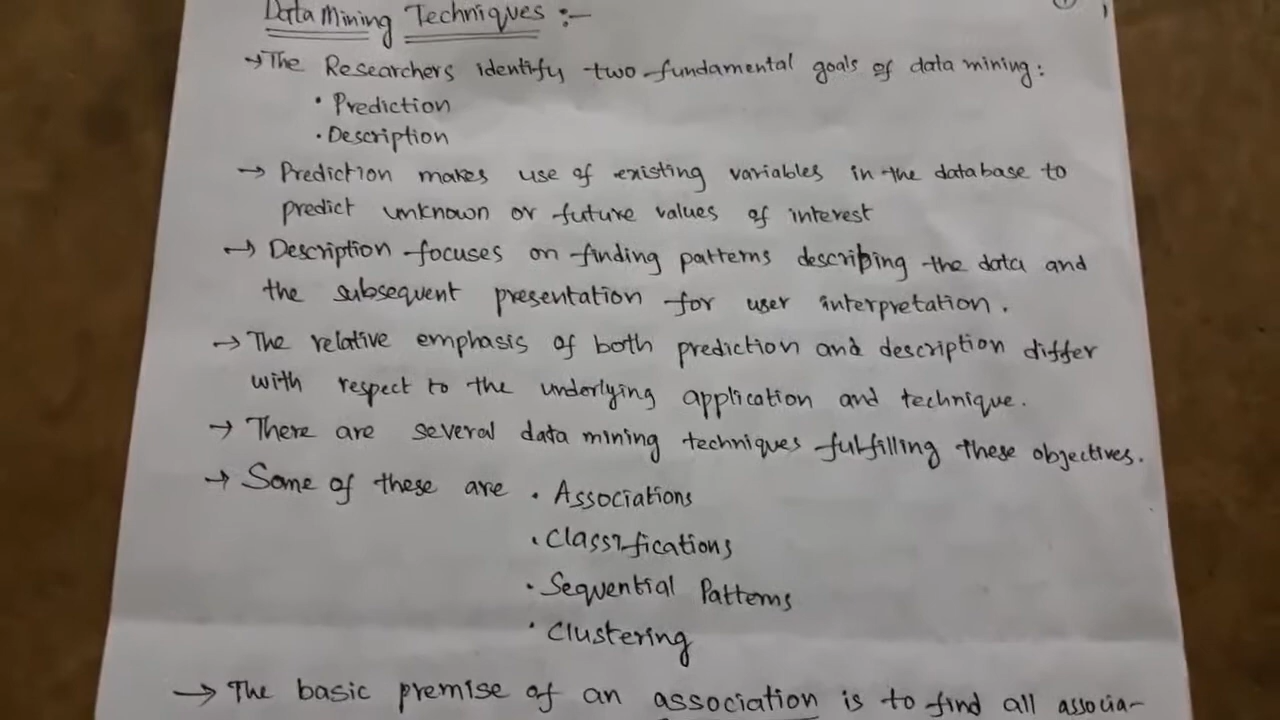 Data Mining Techniques :-
→ The Researchers identify two fundamental goals of data mining:
• Prediction
• Description
→ Prediction makes use of existing variables in the database to
predict unknown or future values of interest
→ Description focuses on finding patterns describing the data and
the subsequent presentation for user interpretation.
→ The relative emphasis of both prediction and description differ
with respect to the underlying application and technique.
→ There are several data mining techniques fulfilling these objectives.
→ Some of these are • Associations
• Classifications
• Sequential Patterns
• Clustering
→ The basic premise of an association is to find all associa-